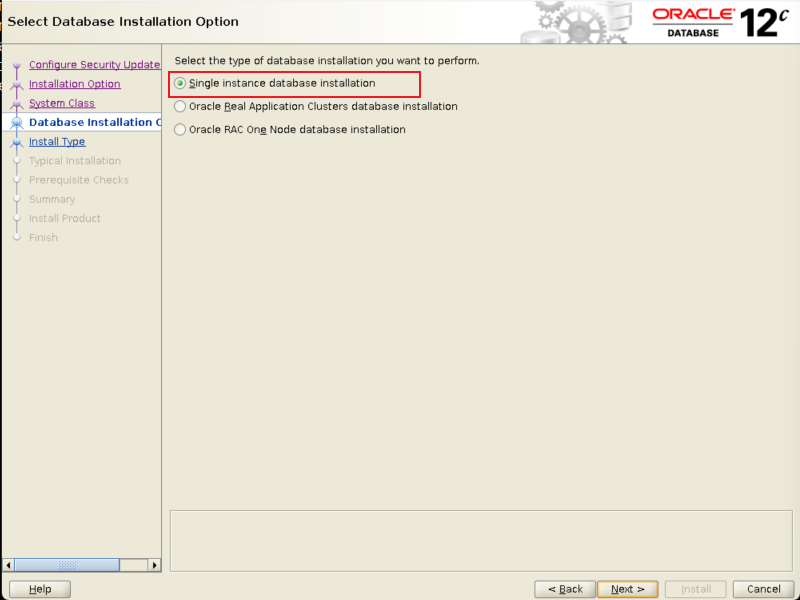 Select Database Installation Option
ORACLE
DATABASE
12c
Configure Security Update
Installation Option
System Class
Database Installation
Install Type
Typical Installation
Prerequisite Checks
Summary
Install Product
Finish
Select the type of database installation you want to perform.
Single instance database installation
Oracle Real Application Clusters database installation
Oracle RAC One Node database installation
Help
< Back
Next >
Install
Cancel